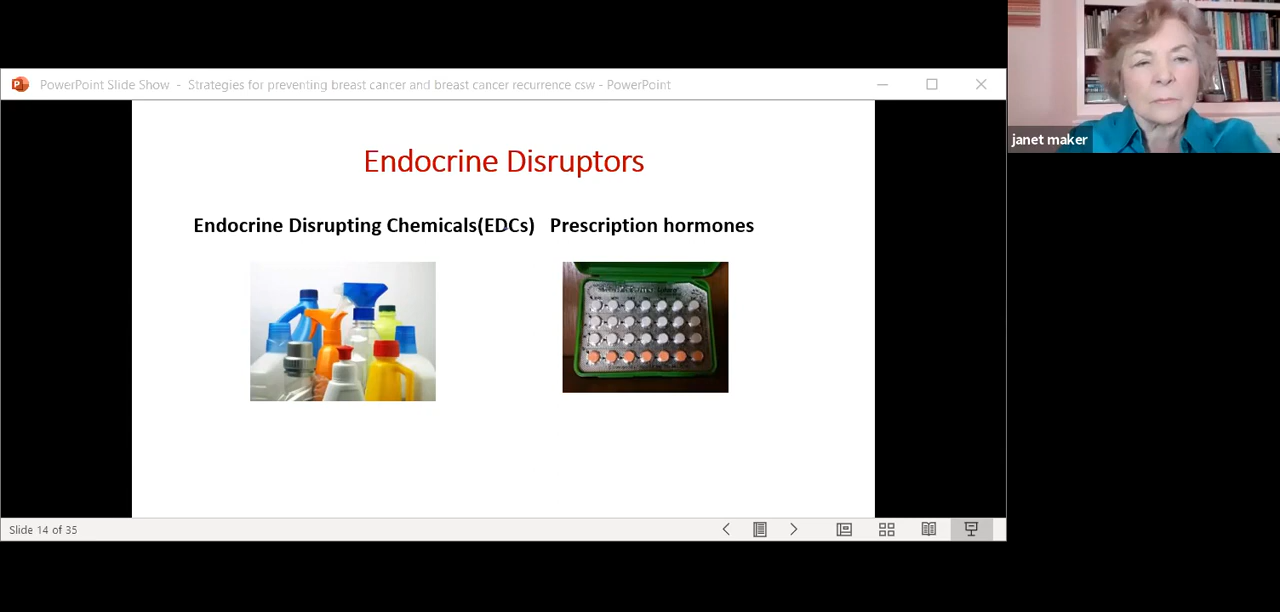 PowerPoint Slide Show - Strategies for preventing breast cancer and breast cancer recurrence csw - PowerPoint
janet maker
Endocrine Disruptors
Endocrine Disrupting Chemicals(EDCs) Prescription hormones
Slide 14 of 35